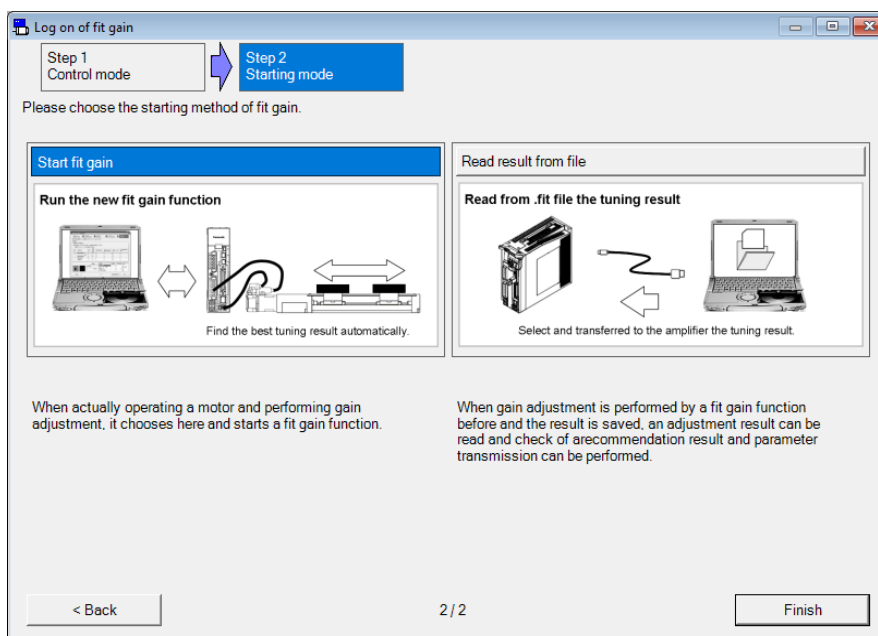 Log on of fit gain
Step 1
Control mode
Step 2
Starting mode
Please choose the starting method of fit gain.
Start fit gain
Run the new fit gain function
Find the best tuning result automatically.
When actually operating a motor and performing gain
adjustment, it chooses here and starts a fit gain function.
Read result from file
Read from .fit file the tuning result
Select and transferred to the amplifier the tuning result.
When gain adjustment is performed by a fit gain function
before and the result is saved, an adjustment result can be
read and check of arecommendation result and parameter
transmission can be performed.
< Back
2 / 2
Finish